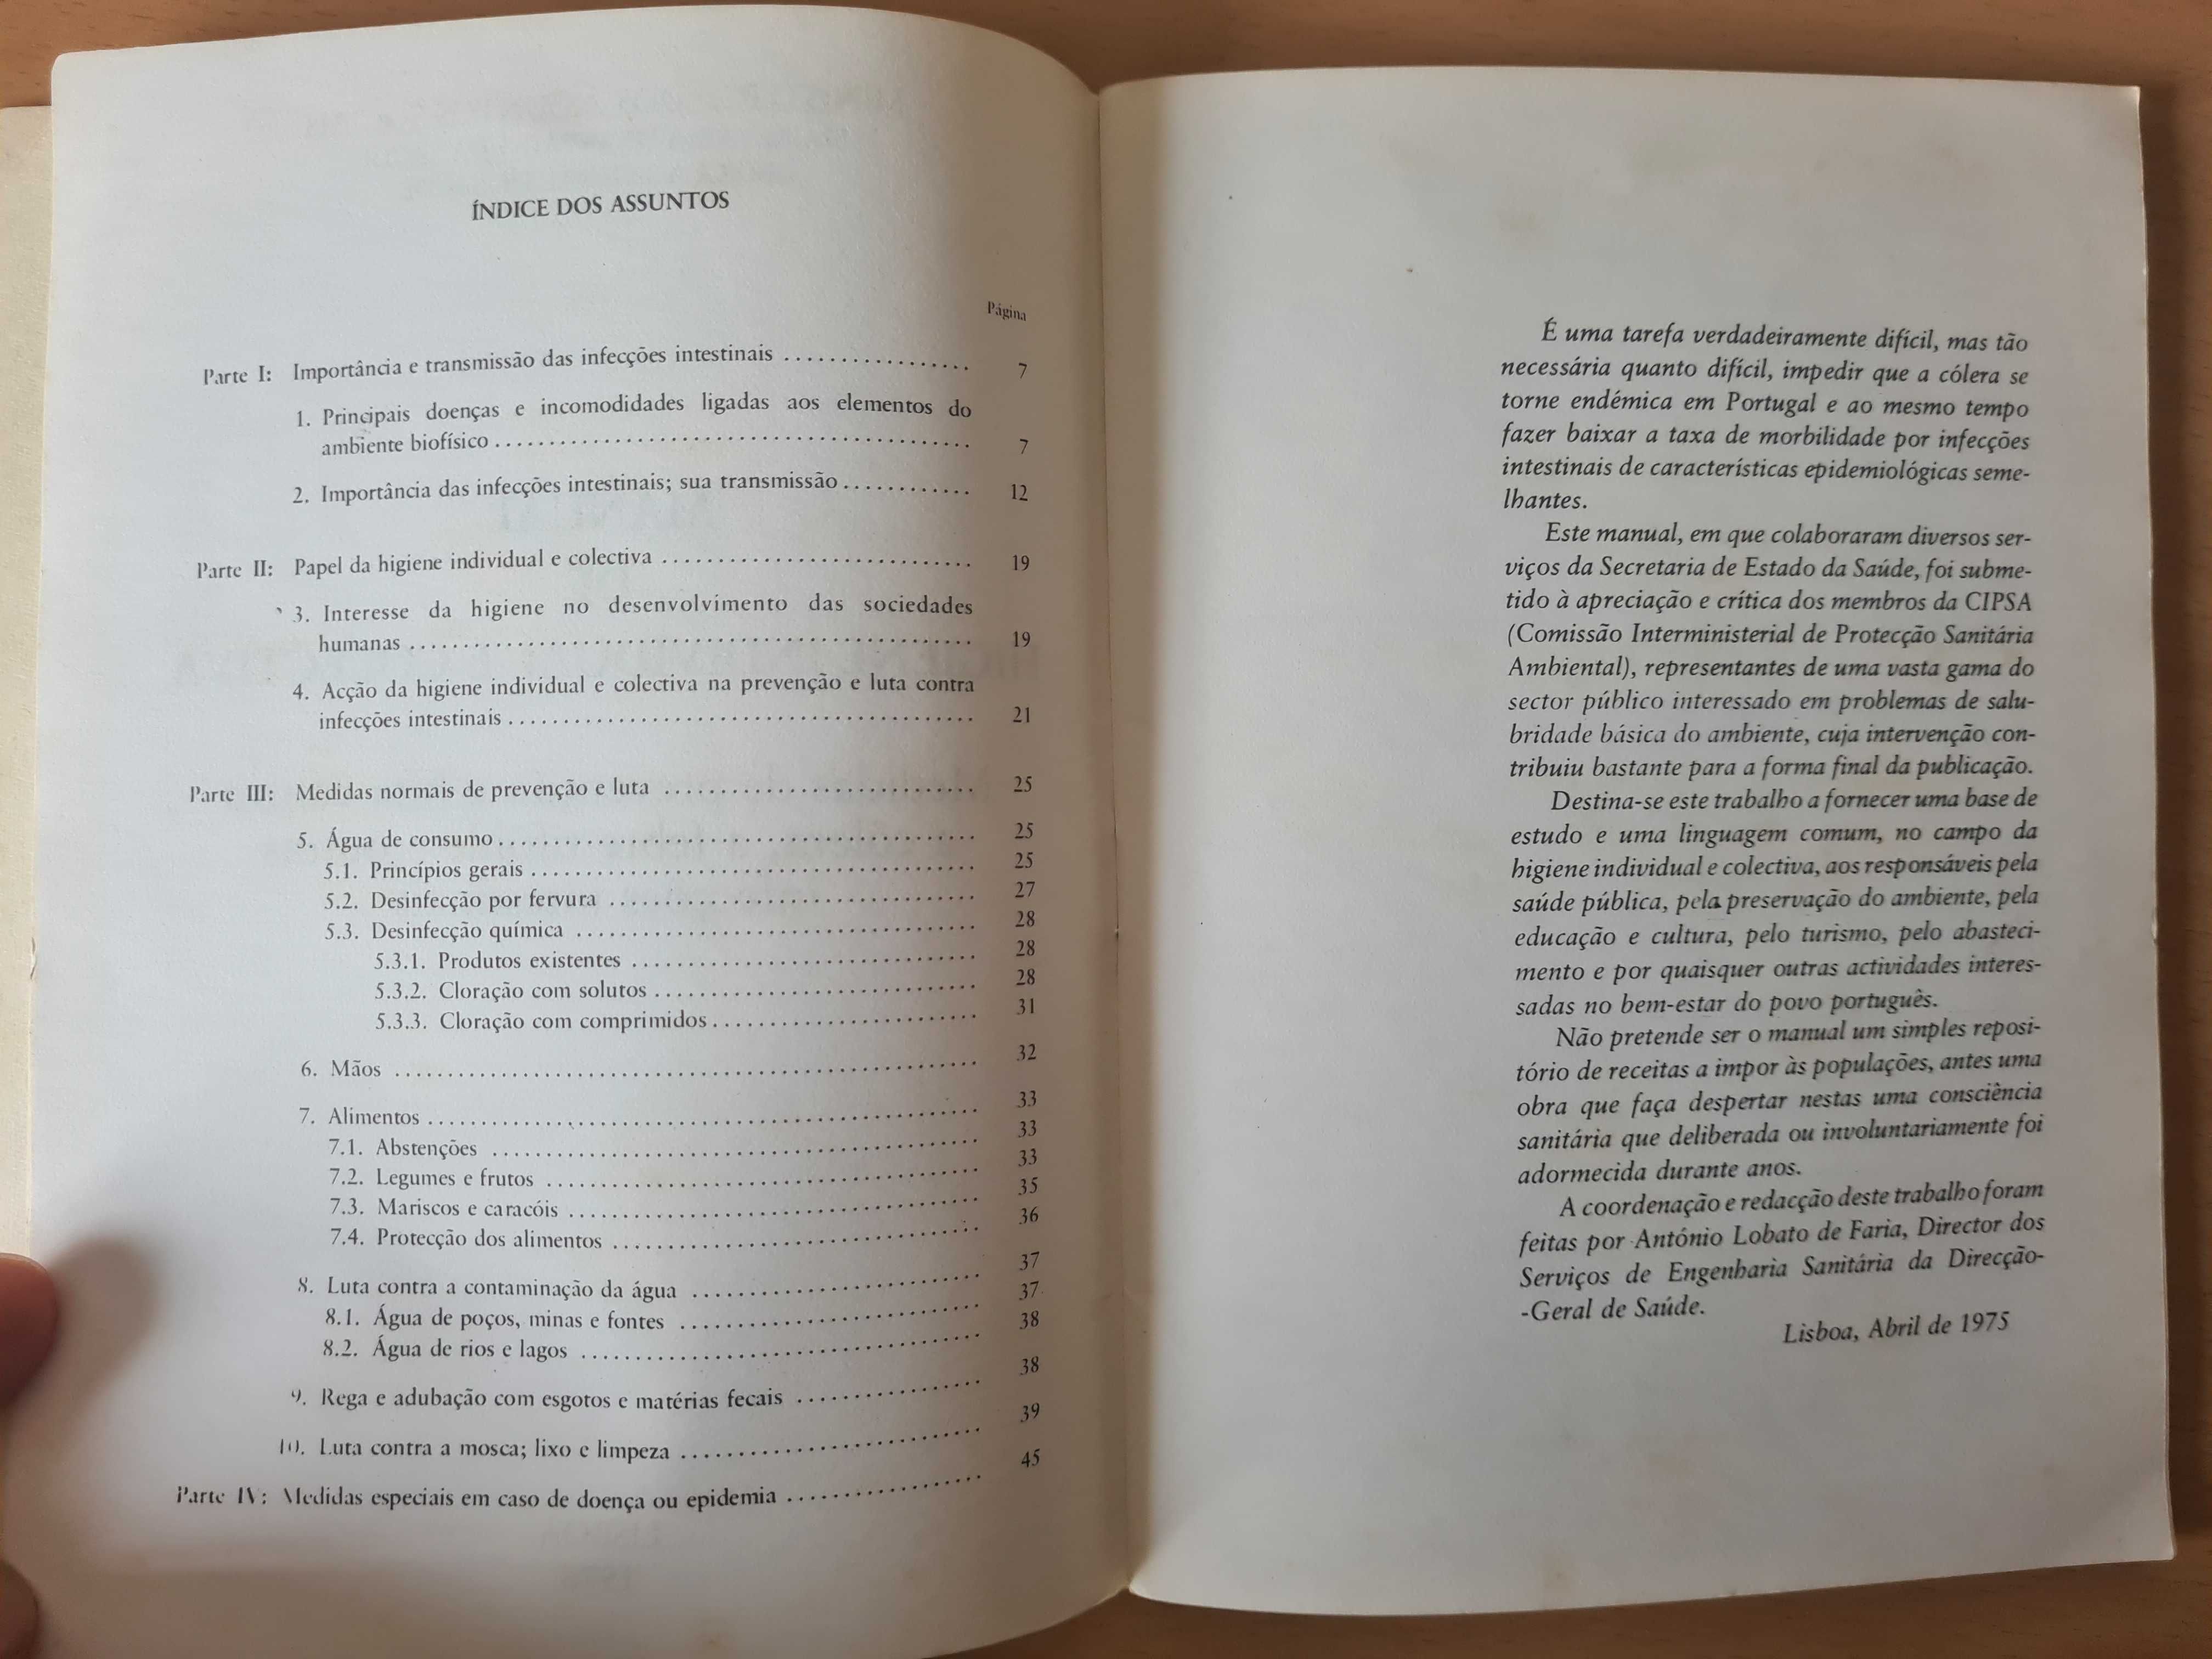 ÍNDICE DOS ASSUNTOS
Página
Parte I: Importância e transmissão das infecções intestinais ................. 7
1. Principais doenças e incomodidades ligadas aos elementos do
ambiente biofísico ............................................ 7
2. Importância das infecções intestinais; sua transmissão ............ 12
Parte II: Papel da higiene individual e colectiva ............................ 19
3. Interesse da higiene no desenvolvimento das sociedades
humanas .................................................... 19
4. Acção da higiene individual e colectiva na prevenção e luta contra
infecções intestinais ........................................... 21
Parte III: Medidas normais de prevenção e luta ............................ 25
5. Água de consumo ............................................ 25
5.1. Princípios gerais ......................................... 25
5.2. Desinfecção por fervura .................................. 27
5.3. Desinfecção química ..................................... 28
5.3.1. Produtos existentes ................................ 28
5.3.2. Cloração com solutos .............................. 28
5.3.3. Cloração com comprimidos ......................... 31
6. Mãos ...................................................... 32
7. Alimentos ................................................... 33
7.1. Abstenções ............................................. 33
7.2. Legumes e frutos ........................................ 33
7.3. Mariscos e caracóis ...................................... 35
7.4. Protecção dos alimentos .................................. 36
8. Luta contra a contaminação da água ........................... 37
8.1. Água de poços, minas e fontes ............................ 37
8.2. Água de rios e lagos ..................................... 38
9. Rega e adubação com esgotos e matérias fecais ................. 38
10. Luta contra a mosca; lixo e limpeza ............................ 39
Parte IV: Medidas especiais em caso de doença ou epidemia .................. 45
É uma tarefa verdadeiramente difícil, mas tão
necessária quanto difícil, impedir que a cólera se
torne endémica em Portugal e ao mesmo tempo
fazer baixar a taxa de morbilidade por infecções
intestinais de características epidemiológicas seme-
lhantes.
Este manual, em que colaboraram diversos ser-
viços da Secretaria de Estado da Saúde, foi subme-
tido à apreciação e crítica dos membros da CIPSA
(Comissão Interministerial de Protecção Sanitária
Ambiental), representantes de uma vasta gama do
sector público interessado em problemas de salu-
bridade básica do ambiente, cuja intervenção con-
tribuiu bastante para a forma final da publicação.
Destina-se este trabalho a fornecer uma base de
estudo e uma linguagem comum, no campo da
higiene individual e colectiva, aos responsáveis pela
saúde pública, pela preservação do ambiente, pela
educação e cultura, pelo turismo, pelo abasteci-
mento e por quaisquer outras actividades interes-
sadas no bem-estar do povo português.
Não pretende ser o manual um simples reposi-
tório de receitas a impor às populações, antes uma
obra que faça despertar nestas uma consciência
sanitária que deliberada ou involuntariamente foi
adormecida durante anos.
A coordenação e redacção deste trabalho foram
feitas por António Lobato de Faria, Director dos
Serviços de Engenharia Sanitária da Direcção-
-Geral de Saúde.
Lisboa, Abril de 1975